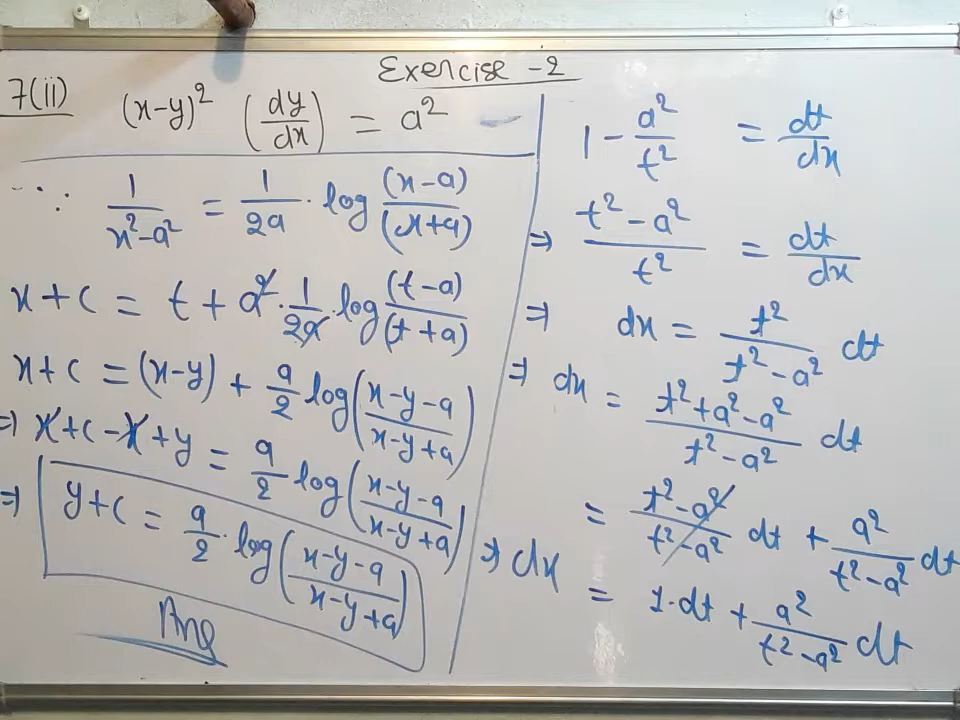 Exercise -2
7(ii) (x-y)² (dy/dx) = a²
∵ 1/(x²-a²) = 1/2a · log (x-a)/(x+a)
x+c = t + a² · 1/2a · log (t-a)/(t+a)
x+c = (x-y) + a/2 log((x-y-a)/(x-y+a))
⇒ x+c-x+y = a/2 log((x-y-a)/(x-y+a))
⇒ y+c = a/2 · log((x-y-a)/(x-y+a))
Ans
1 - a²/t² = dt/dx
⇒ (t²-a²)/t² = dt/dx
⇒ dx = t²/(t²-a²) dt
⇒ dx = (t²+a²-a²)/(t²-a²) dt
= (t²-a²)/(t²-a²) dt + a²/(t²-a²) dt
⇒ dx = 1·dt + a²/(t²-a²) dt